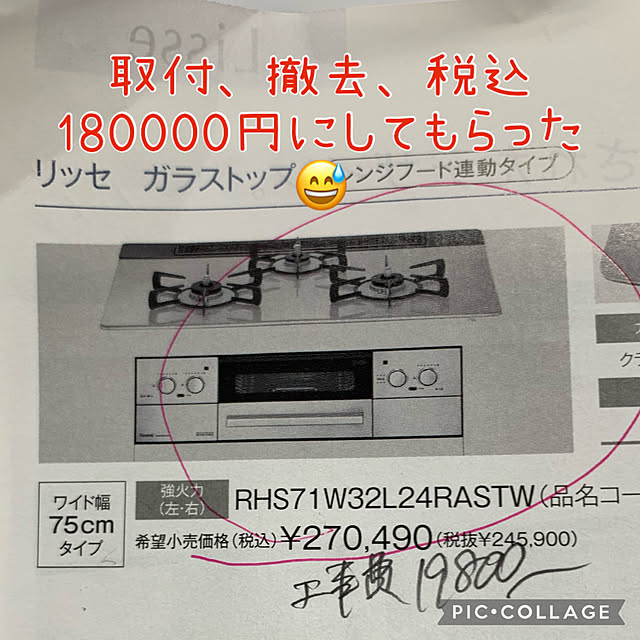 Lisse
取付、撤去、税込
180000円にしてもらった
リッセ ガラストップ
ンジフード連動タイプ
強火力
(左・右)
RHS71W32L24RASTW(品名コー
ワイド幅
75cm
タイプ
希望小売価格(税込)¥270,490(税抜¥245,900)
工事費 19800—
PIC•COLLAGE